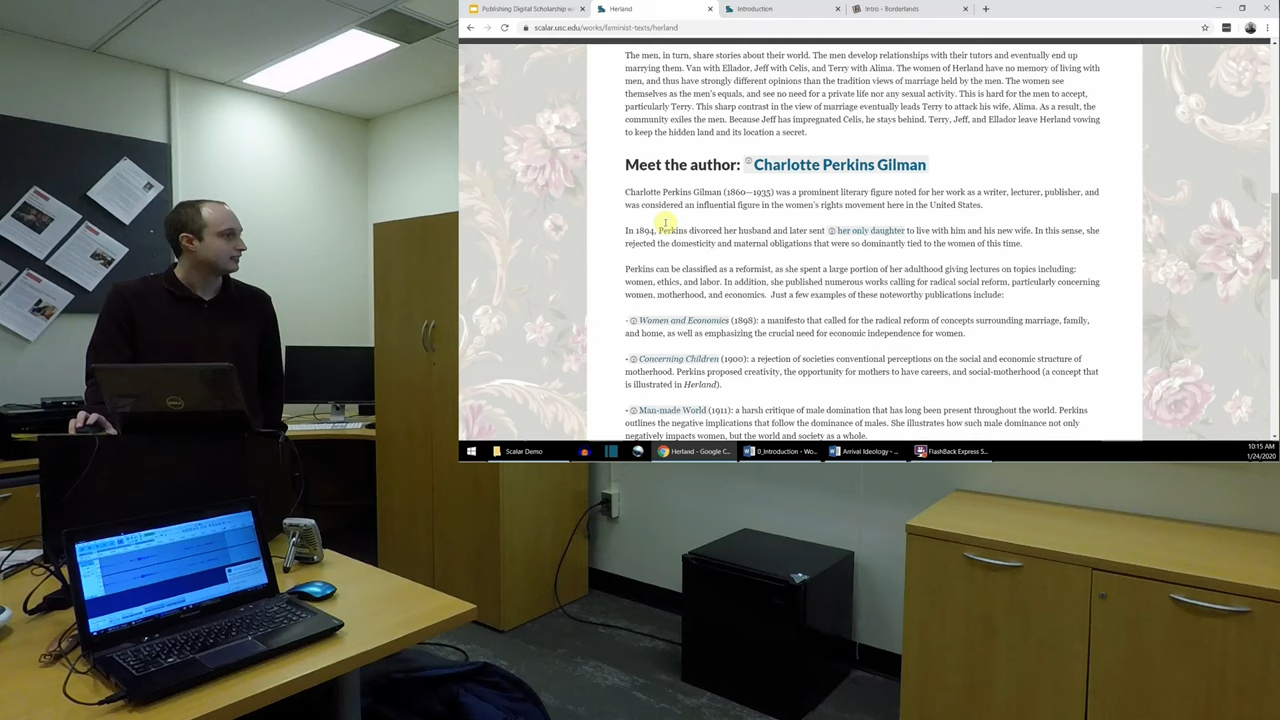 Publishing Digital Scholarship w
Herland
Introduction
Intro - Borderlands
scalar.usc.edu/works/feminist-texts/herland
The men, in turn, share stories about their world. The men develop relationships with their tutors and eventually end up
marrying them. Van with Ellador, Jeff with Celis, and Terry with Alima. The women of Herland have no memory of living with
men, and thus have strongly different opinions than the tradition views of marriage held by the men. The women see
themselves as the men's equals, and see no need for a private life nor any sexual activity. This is hard for the men to accept,
particularly Terry. This sharp contrast in the view of marriage eventually leads Terry to attack his wife, Alima. As a result, the
community exiles the men. Because Jeff has impregnated Celis, he stays behind. Terry, Jeff, and Ellador leave Herland vowing
to keep the hidden land and its location a secret.
Meet the author: Charlotte Perkins Gilman
Charlotte Perkins Gilman (1860—1935) was a prominent literary figure noted for her work as a writer, lecturer, publisher, and
was considered an influential figure in the women's rights movement here in the United States.
In 1894, Perkins divorced her husband and later sent her only daughter to live with him and his new wife. In this sense, she
rejected the domesticity and maternal obligations that were so dominantly tied to the women of this time.
Perkins can be classified as a reformist, as she spent a large portion of her adulthood giving lectures on topics including:
women, ethics, and labor. In addition, she published numerous works calling for radical social reform, particularly concerning
women, motherhood, and economics. Just a few examples of these noteworthy publications include:
- Women and Economics (1898): a manifesto that called for the radical reform of concepts surrounding marriage, family,
and home, as well as emphasizing the crucial need for economic independence for women.
- Concerning Children (1900): a rejection of societies conventional perceptions on the social and economic structure of
motherhood. Perkins proposed creativity, the opportunity for mothers to have careers, and social-motherhood (a concept that
is illustrated in Herland).
- Man-made World (1911): a harsh critique of male domination that has long been present throughout the world. Perkins
outlines the negative implications that follow the dominance of males. She illustrates how such male dominance not only
negatively impacts women, but the world and society as a whole.
Scalar Demo
Herland - Google C...
0_Introduction - Wo...
Arrival Ideology - ...
FlashBack Express 5...
10:15 AM
1/24/2020
DELL